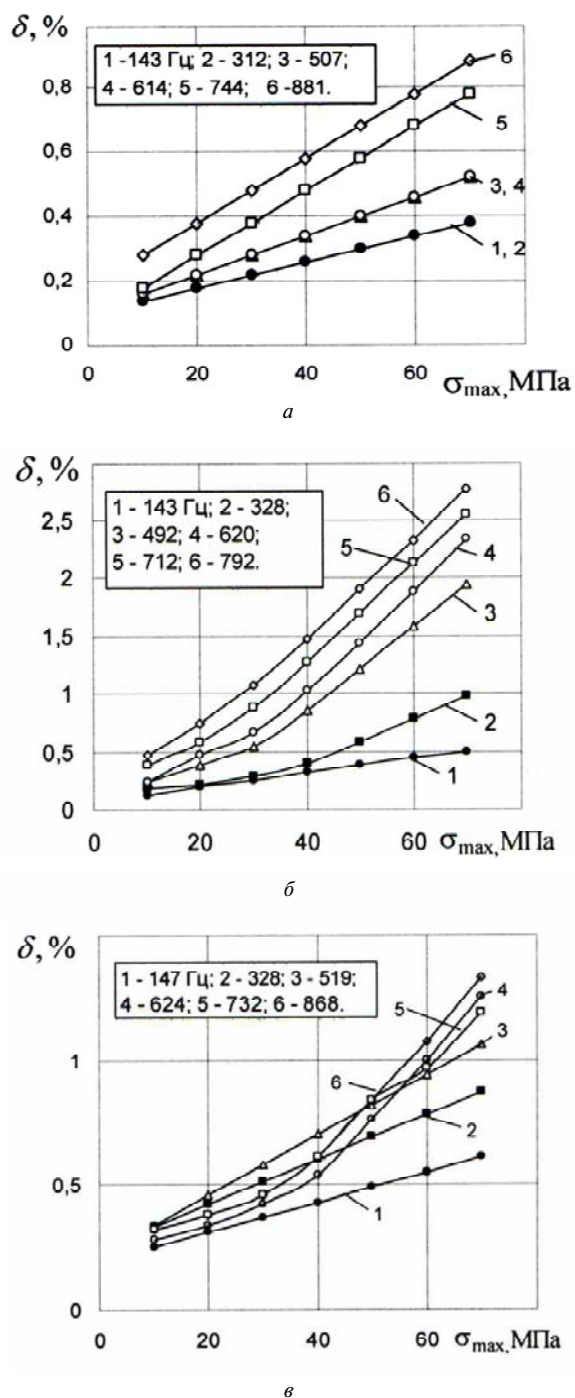 δ, %
1 -143 Гц; 2 - 312; 3 - 507;
4 - 614; 5 - 744; 6 -881.
0,8
0,6
0,4
0,2
0
6
5
3, 4
1, 2
0 20 40 60 σmax, МПа
а
δ, %
1 - 143 Гц; 2 - 328;
3 - 492; 4 - 620;
5 - 712; 6 - 792.
2,5
2
1,5
1
0,5
0
6
5
4
3
2
1
0 20 40 60 σmax, МПа
б
δ, %
1 - 147 Гц; 2 - 328; 3 - 519;
4 - 624; 5 - 732; 6 - 868.
1
0,5
0
5
4
3
6
2
1
0 20 40 60 σmax, МПа
в